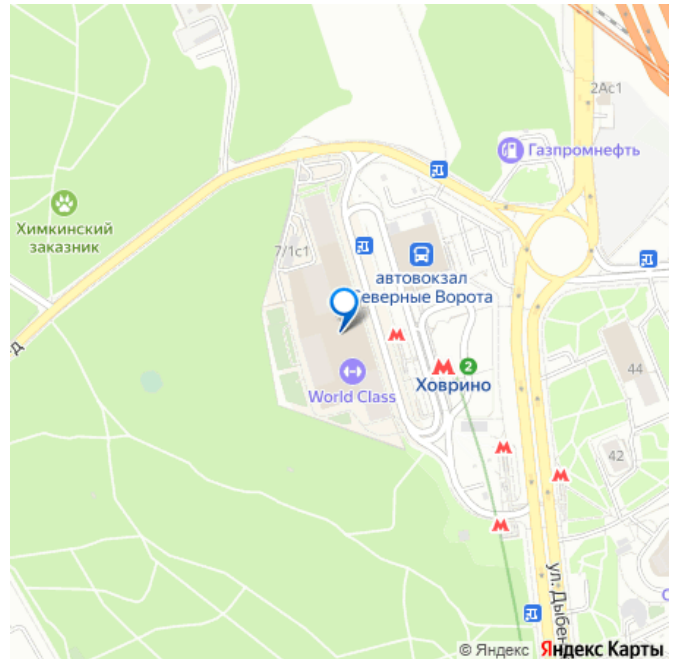 2Ас1
Газпромнефть
Химкинский
заказник
7/1с1
автовокзал
Северные Ворота
World Class
М
М
2
Ховрино
44
М
42
М
М
ул. Дыбен
© Яндекс Яндекс Карты